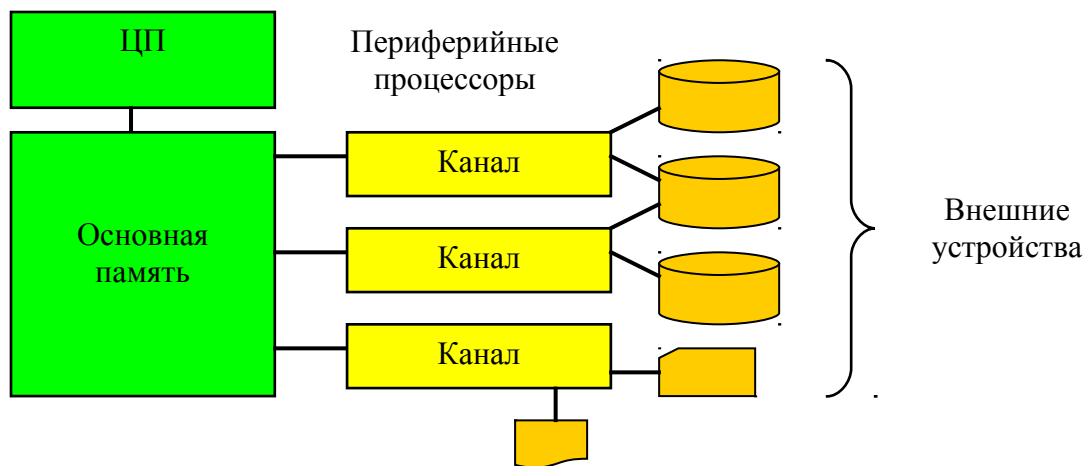 ЦП
Периферийные
процессоры
Канал
Основная
память
Канал
Канал
Внешние
устройства